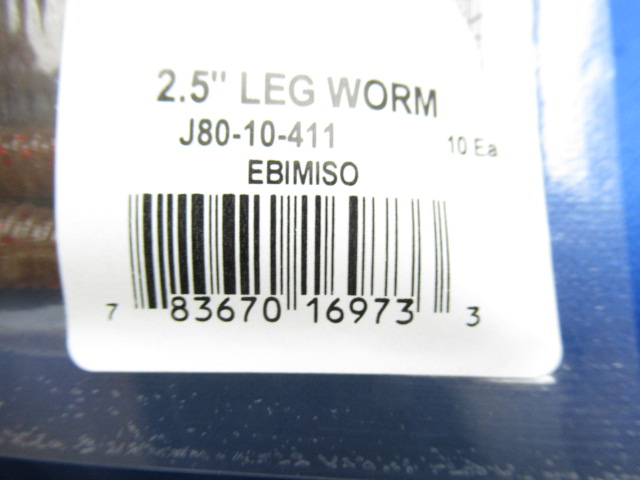 2.5" LEG WORM
J80-10-411
10 Ea
EBIMISO
7 83670 16973 3